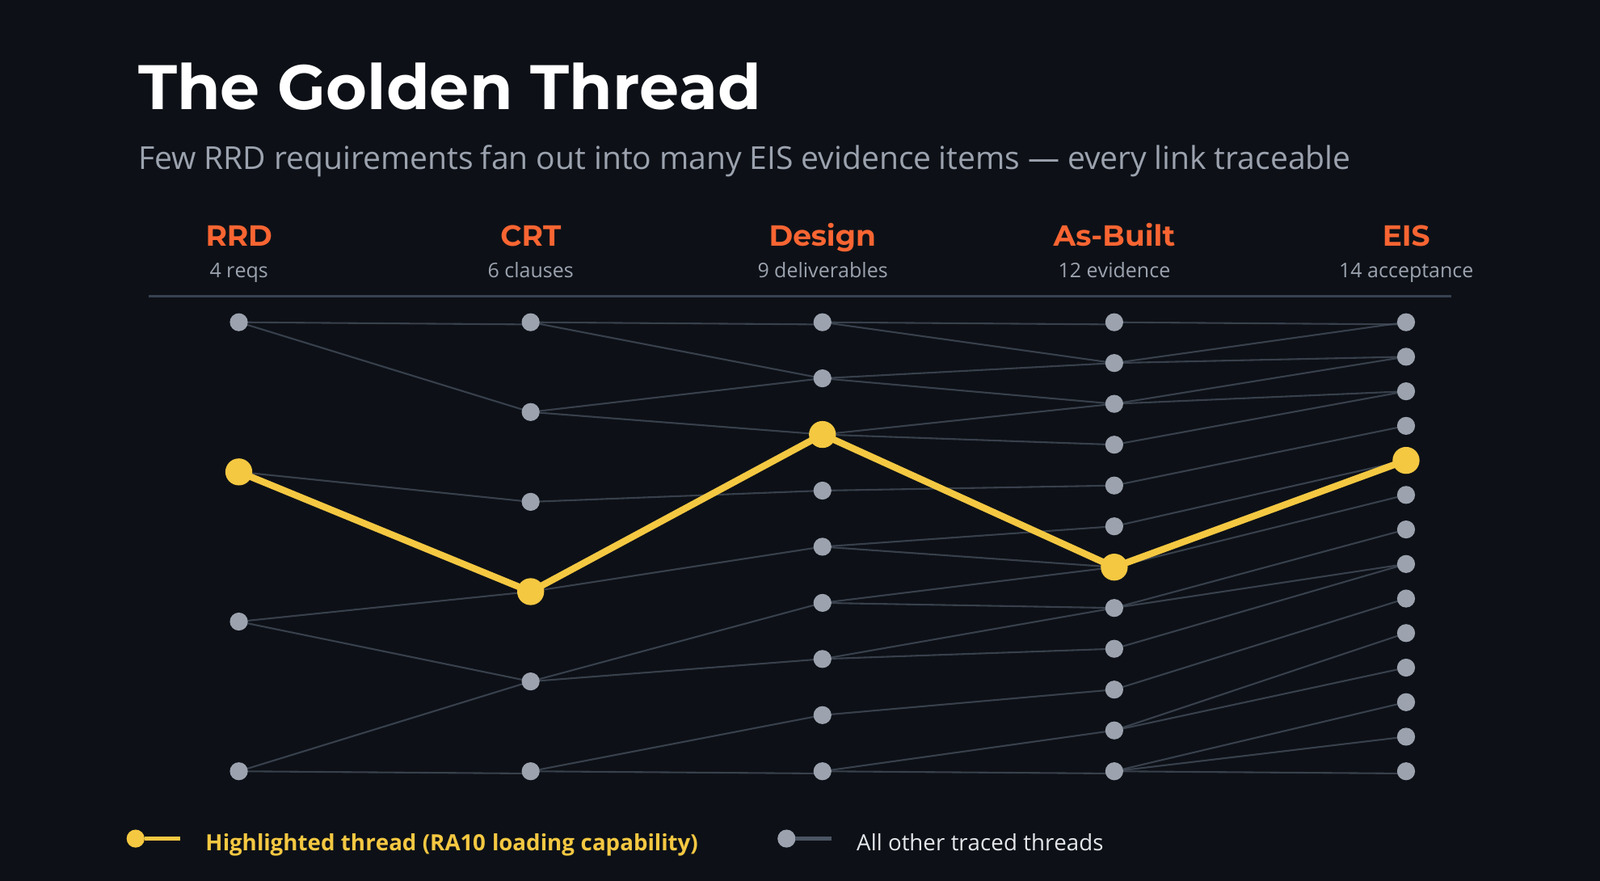 The Golden Thread
Few RRD requirements fan out into many EIS evidence items — every link traceable
RRD
4 reqs
CRT
6 clauses
Design
9 deliverables
As-Built
12 evidence
EIS
14 acceptance
Highlighted thread (RA10 loading capability)
All other traced threads